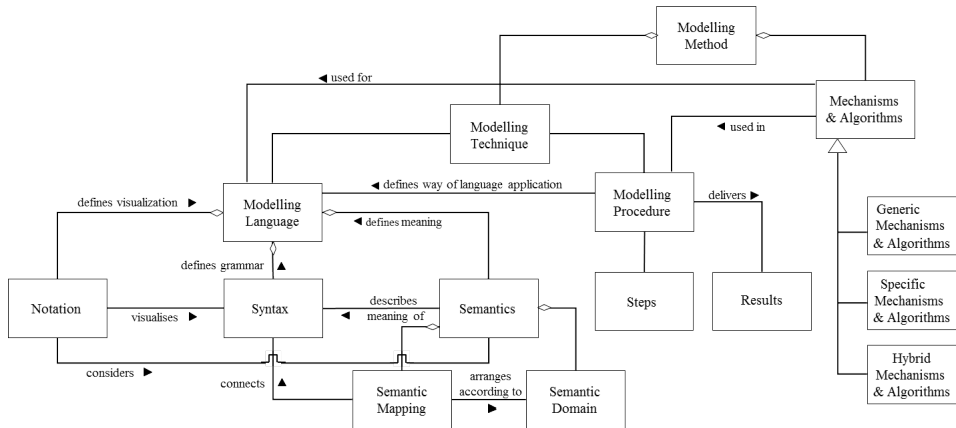 Modelling
Method
◄ used for
Mechanisms
& Algorithms
Modelling
Technique
◄ used in
◄ defines way of language application
Modelling
Language
Modelling
Procedure
delivers ►
defines visualization ►
◄ defines meaning
Generic
Mechanisms
& Algorithms
defines grammar ▲
Notation
visualises ►
Syntax
describes
◄ meaning of
Semantics
Steps
Results
Specific
Mechanisms
& Algorithms
considers ►
connects ▲
Semantic
Mapping
arranges
according to
►
Semantic
Domain
Hybrid
Mechanisms
& Algorithms